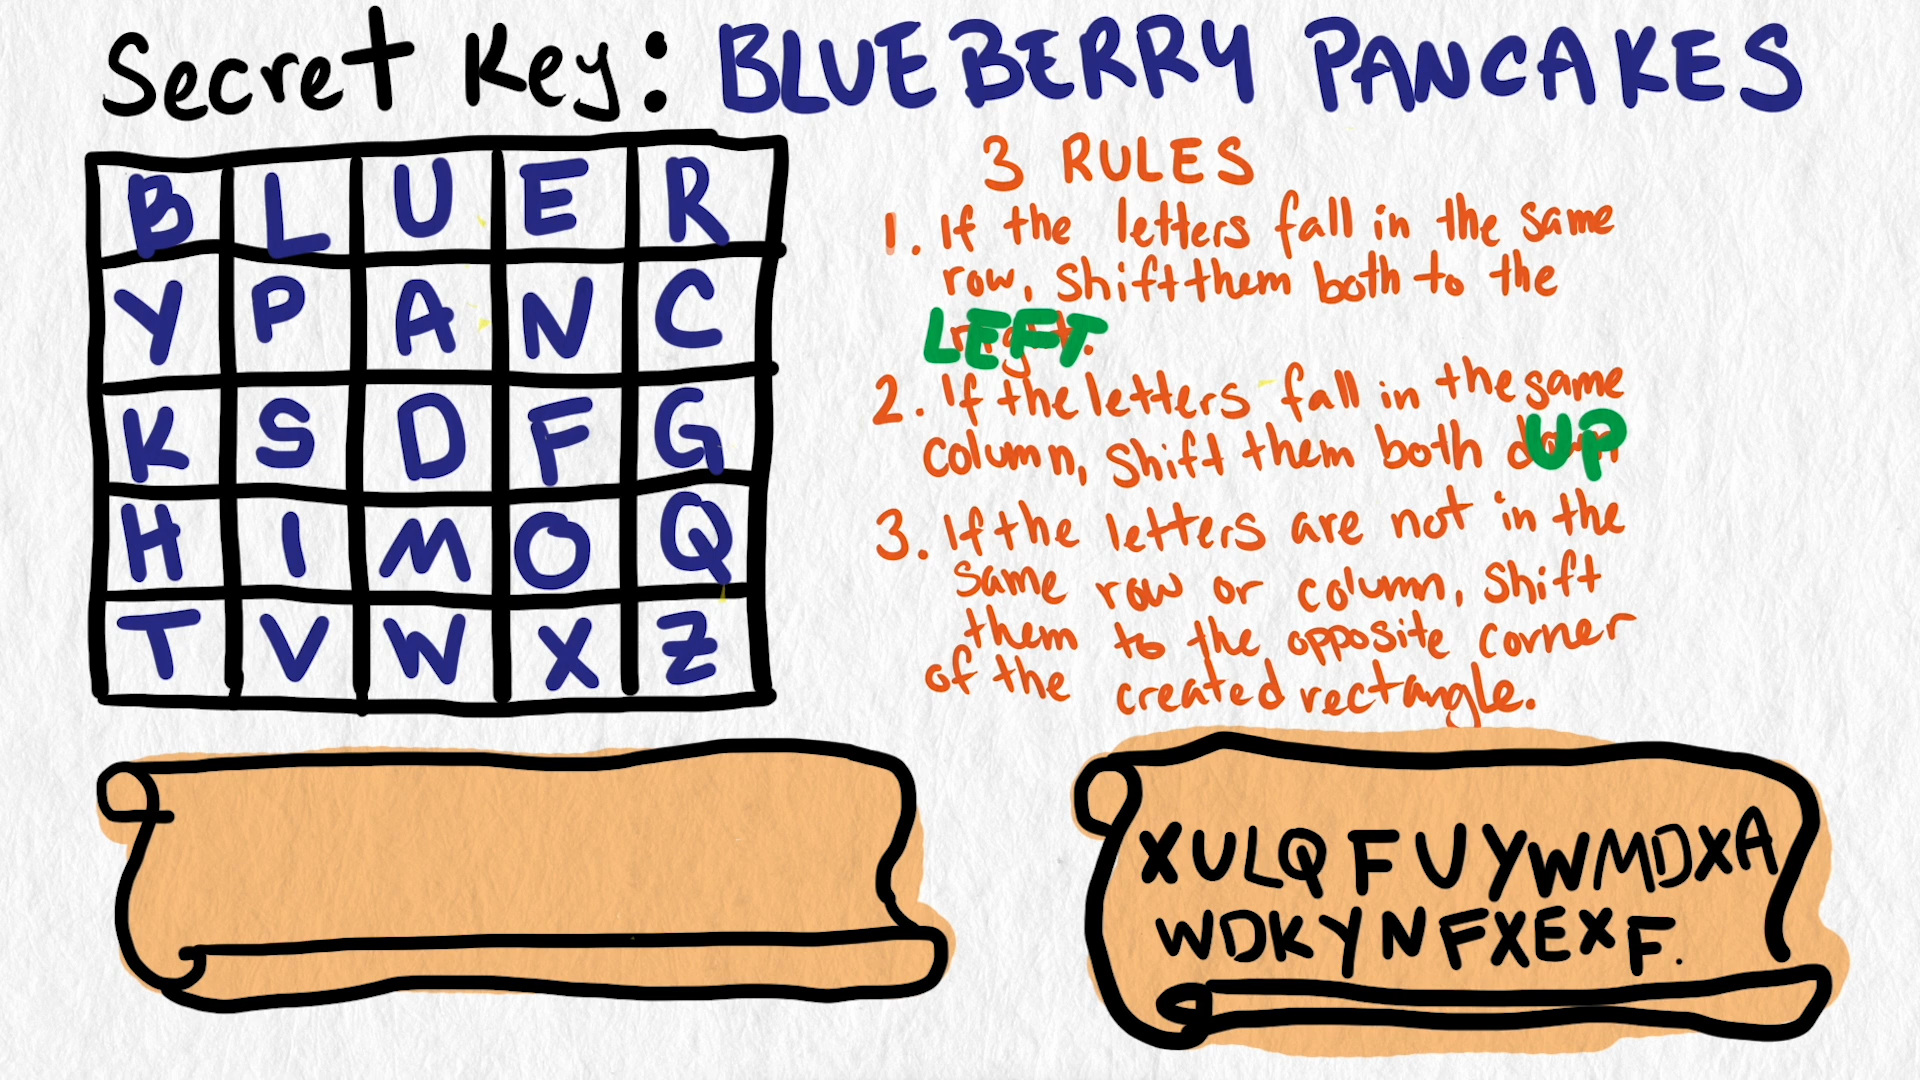 Secret Key: BLUEBERRY PANCAKES
B L U E R
Y P A N C
K S D F G
H I M O Q
T V W X Z
3 RULES
1. If the letters fall in the same
row, shift them both to the
LEFT
2. If the letters fall in the same
column, shift them both UP
3. If the letters are not in the
same row or column, shift
them to the opposite corner
of the created rectangle.
XULQFUYWMDXA
WDKYNFXEXF.